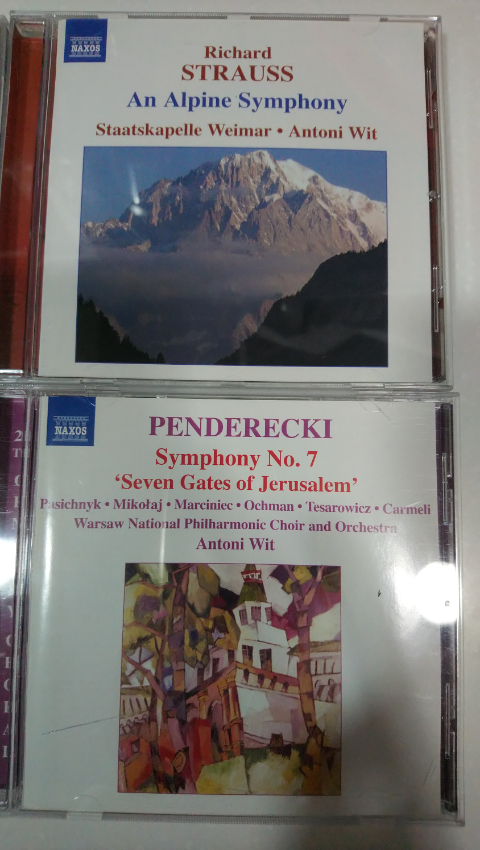 NAXOS
Richard
STRAUSS
An Alpine Symphony
Staatskapelle Weimar • Antoni Wit
NAXOS
PENDERECKI
Symphony No. 7
‘Seven Gates of Jerusalem’
Pasichnyk • Mikołaj • Marciniec • Ochman • Tesarowicz • Carmeli
Warsaw National Philharmonic Choir and Orchestra
Antoni Wit